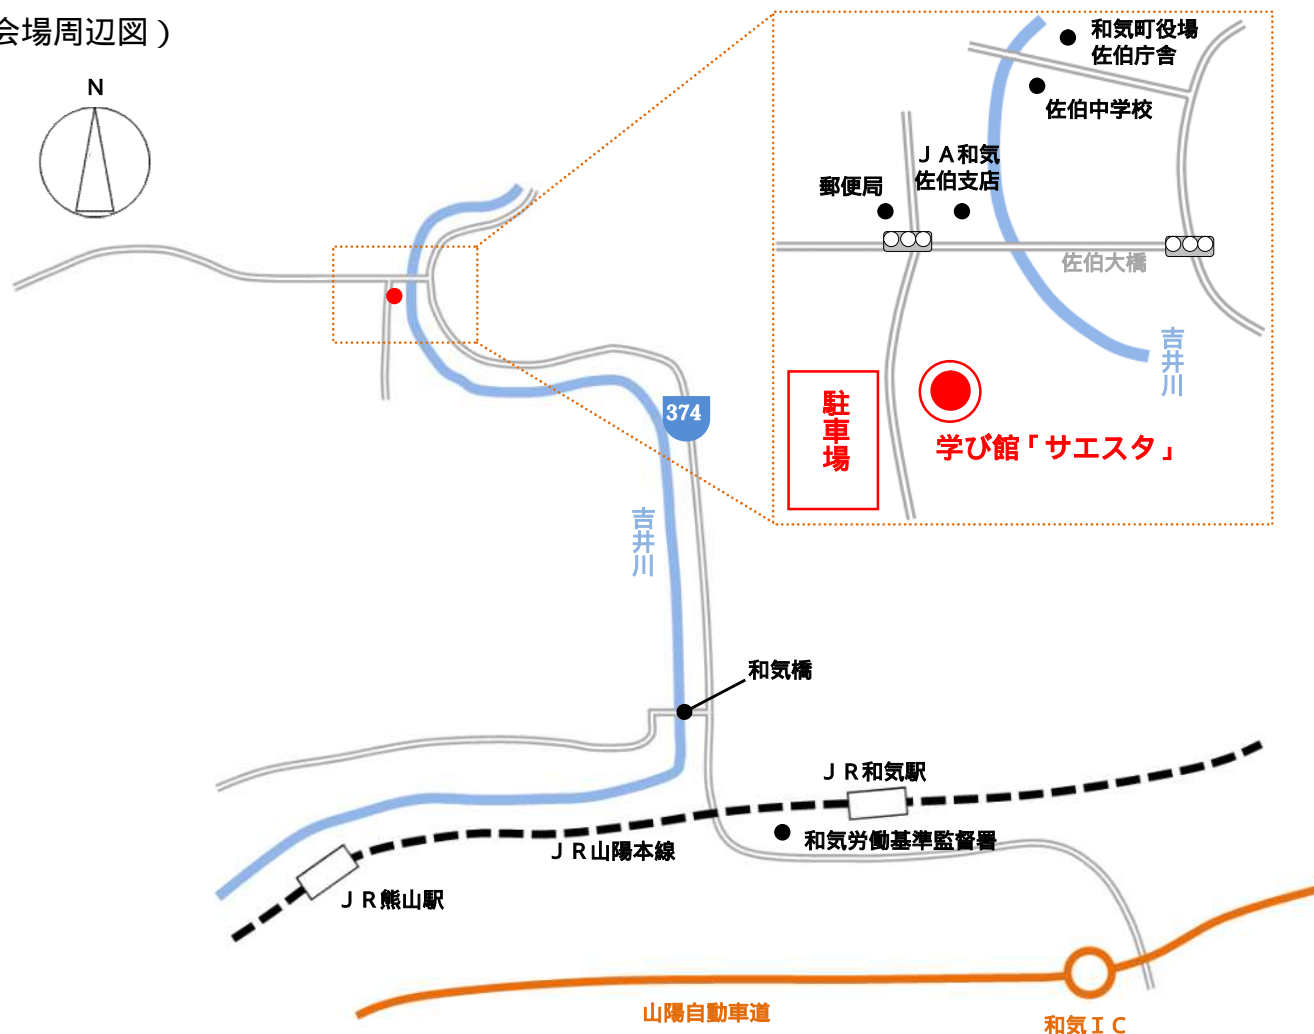 会場周辺図)
N
和気町役場
佐伯庁舎
佐伯中学校
JA和気
佐伯支店
郵便局
佐伯大橋
吉井川
駐車場
学び館「サエスタ」
374
吉井川
和気橋
JR和気駅
和気労働基準監督署
JR山陽本線
JR熊山駅
山陽自動車道
和気IC